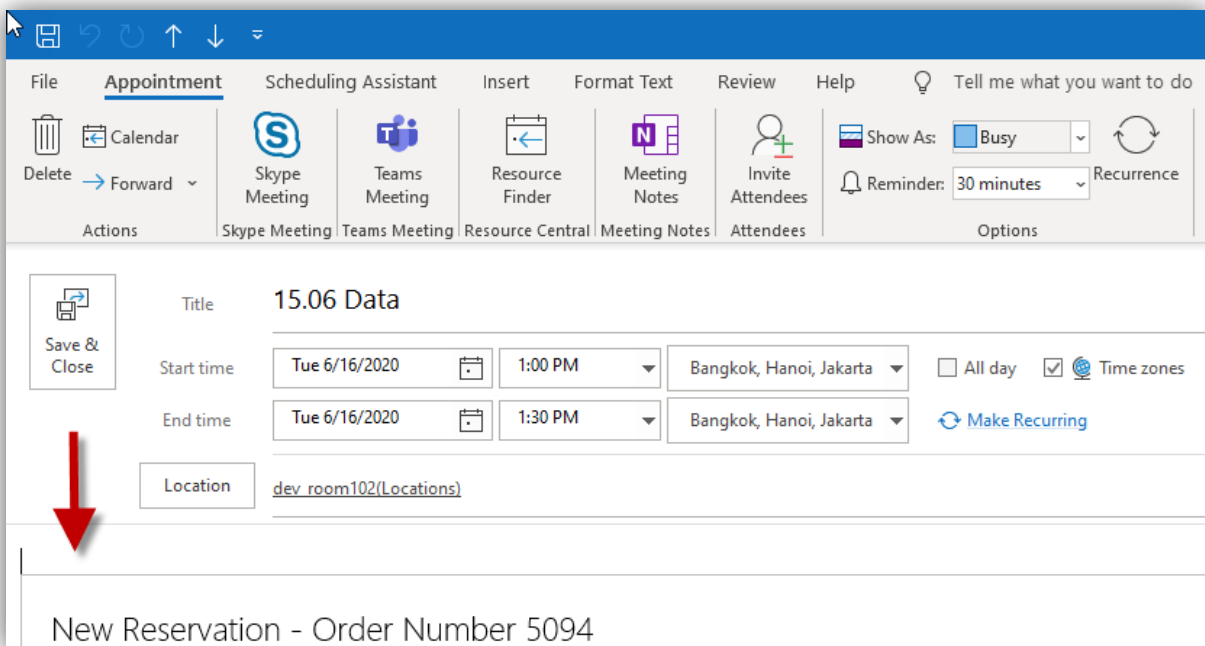 File Appointment Scheduling Assistant Insert Format Text Review Help Tell me what you want to do
Delete
Calendar
Forward
Actions
Skype
Meeting
Skype Meeting
Teams
Meeting
Teams Meeting
Resource
Finder
Resource Central
Meeting
Notes
Meeting Notes
Invite
Attendees
Attendees
Show As: Busy
Reminder: 30 minutes
Recurrence
Options
Save &
Close
Title 15.06 Data
Start time Tue 6/16/2020 1:00 PM Bangkok, Hanoi, Jakarta All day Time zones
End time Tue 6/16/2020 1:30 PM Bangkok, Hanoi, Jakarta Make Recurring
Location dev_room102(Locations)
New Reservation - Order Number 5094